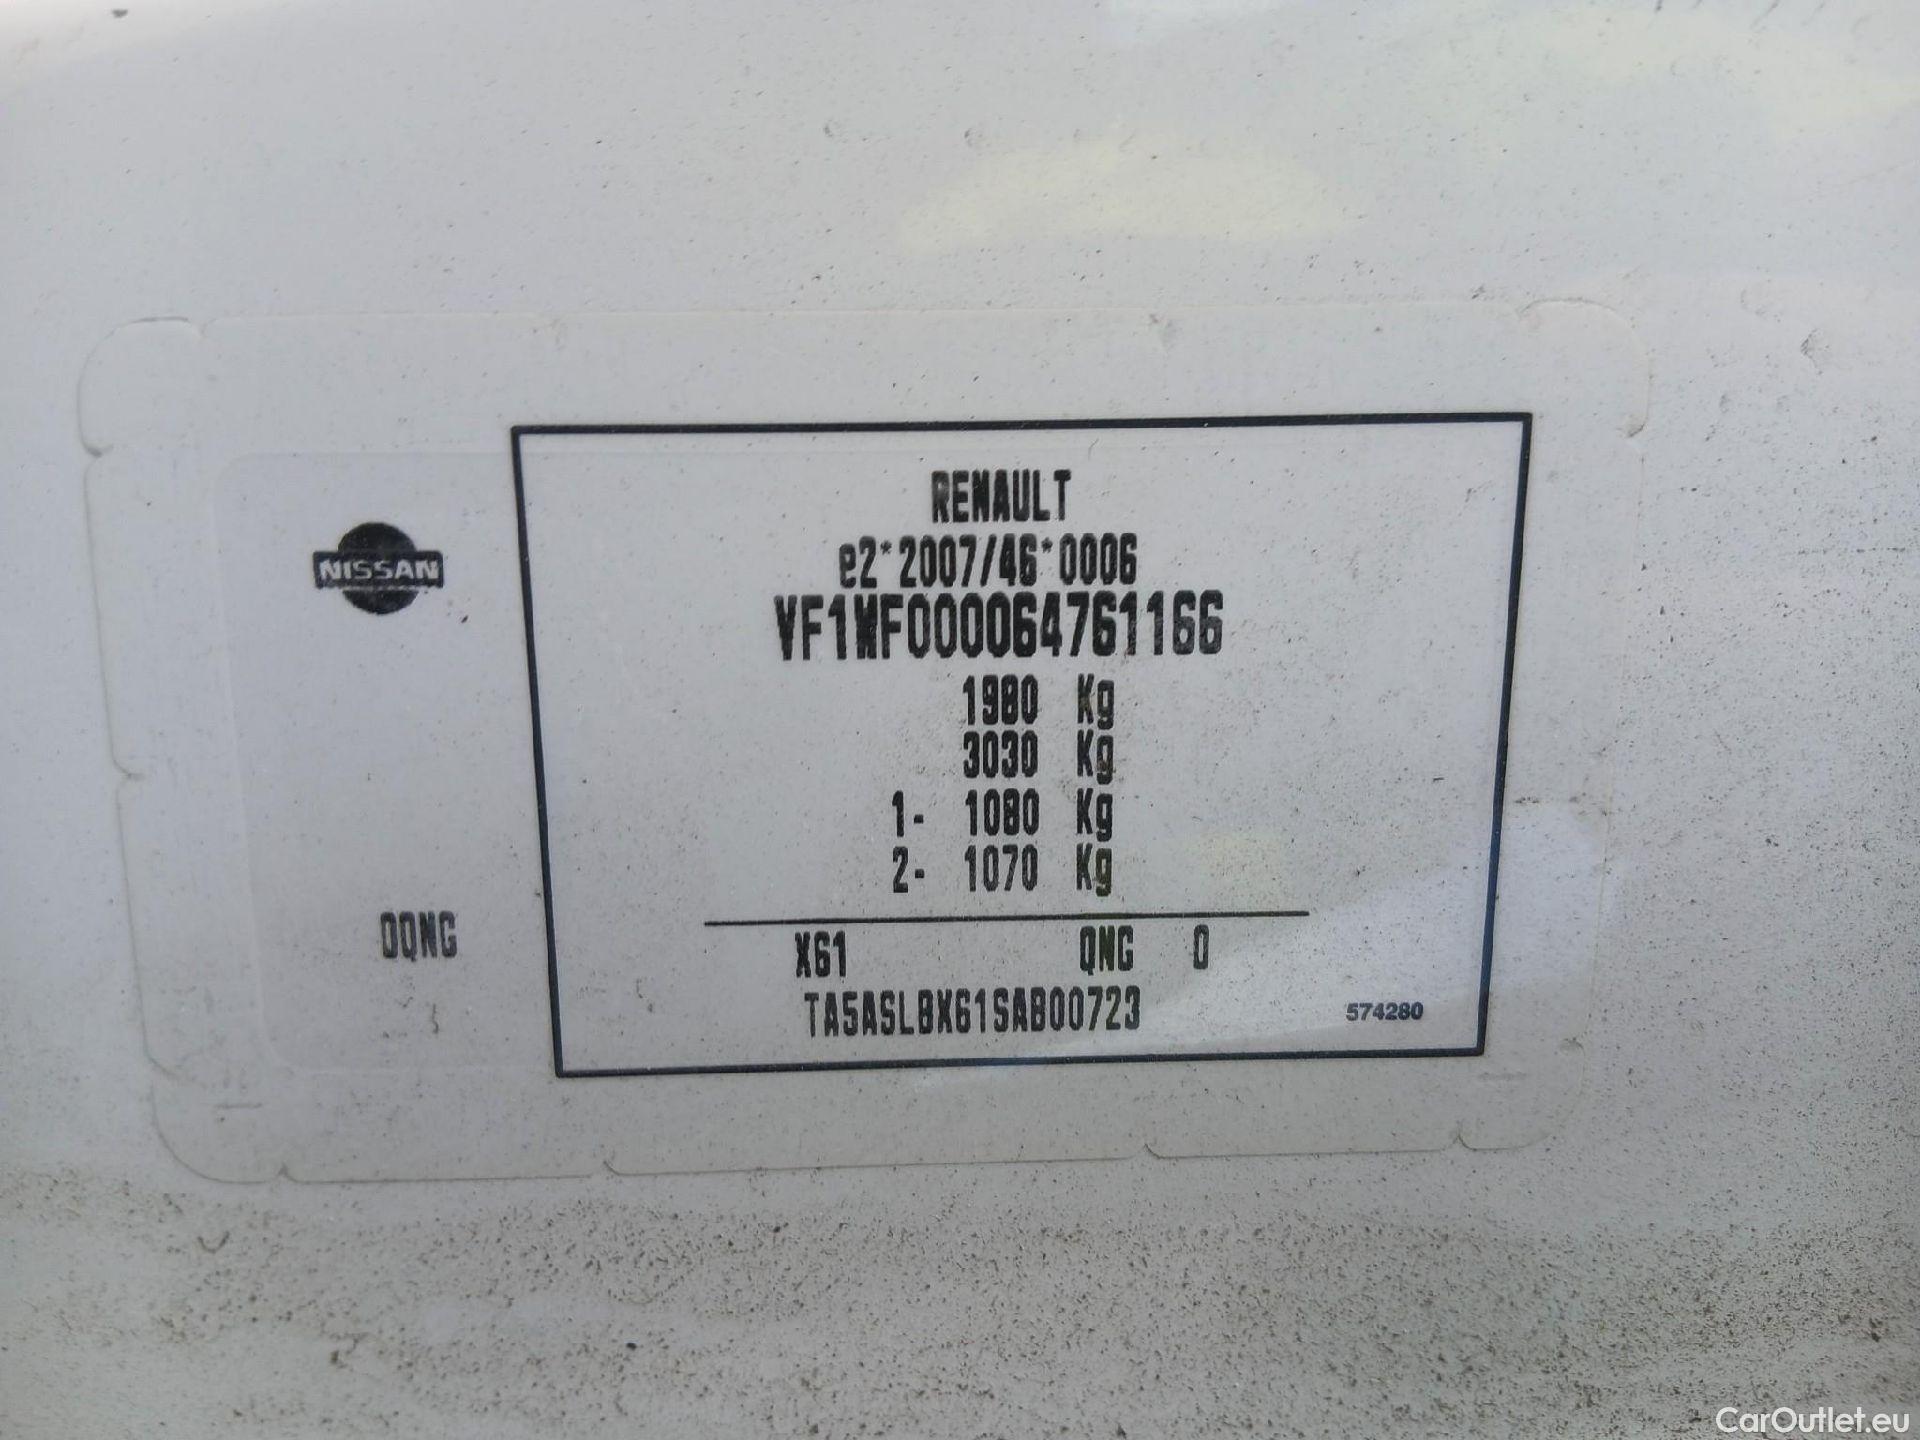 RENAULT
e2*2007/46*0006
NISSAN
VF1WF000064761166
1980 Kg
3030 Kg
1- 1080 Kg
2- 1070 Kg
0QNG
X61 QNG 0
TA5ASLBX61SAB00723
574280
CarOutlet.eu